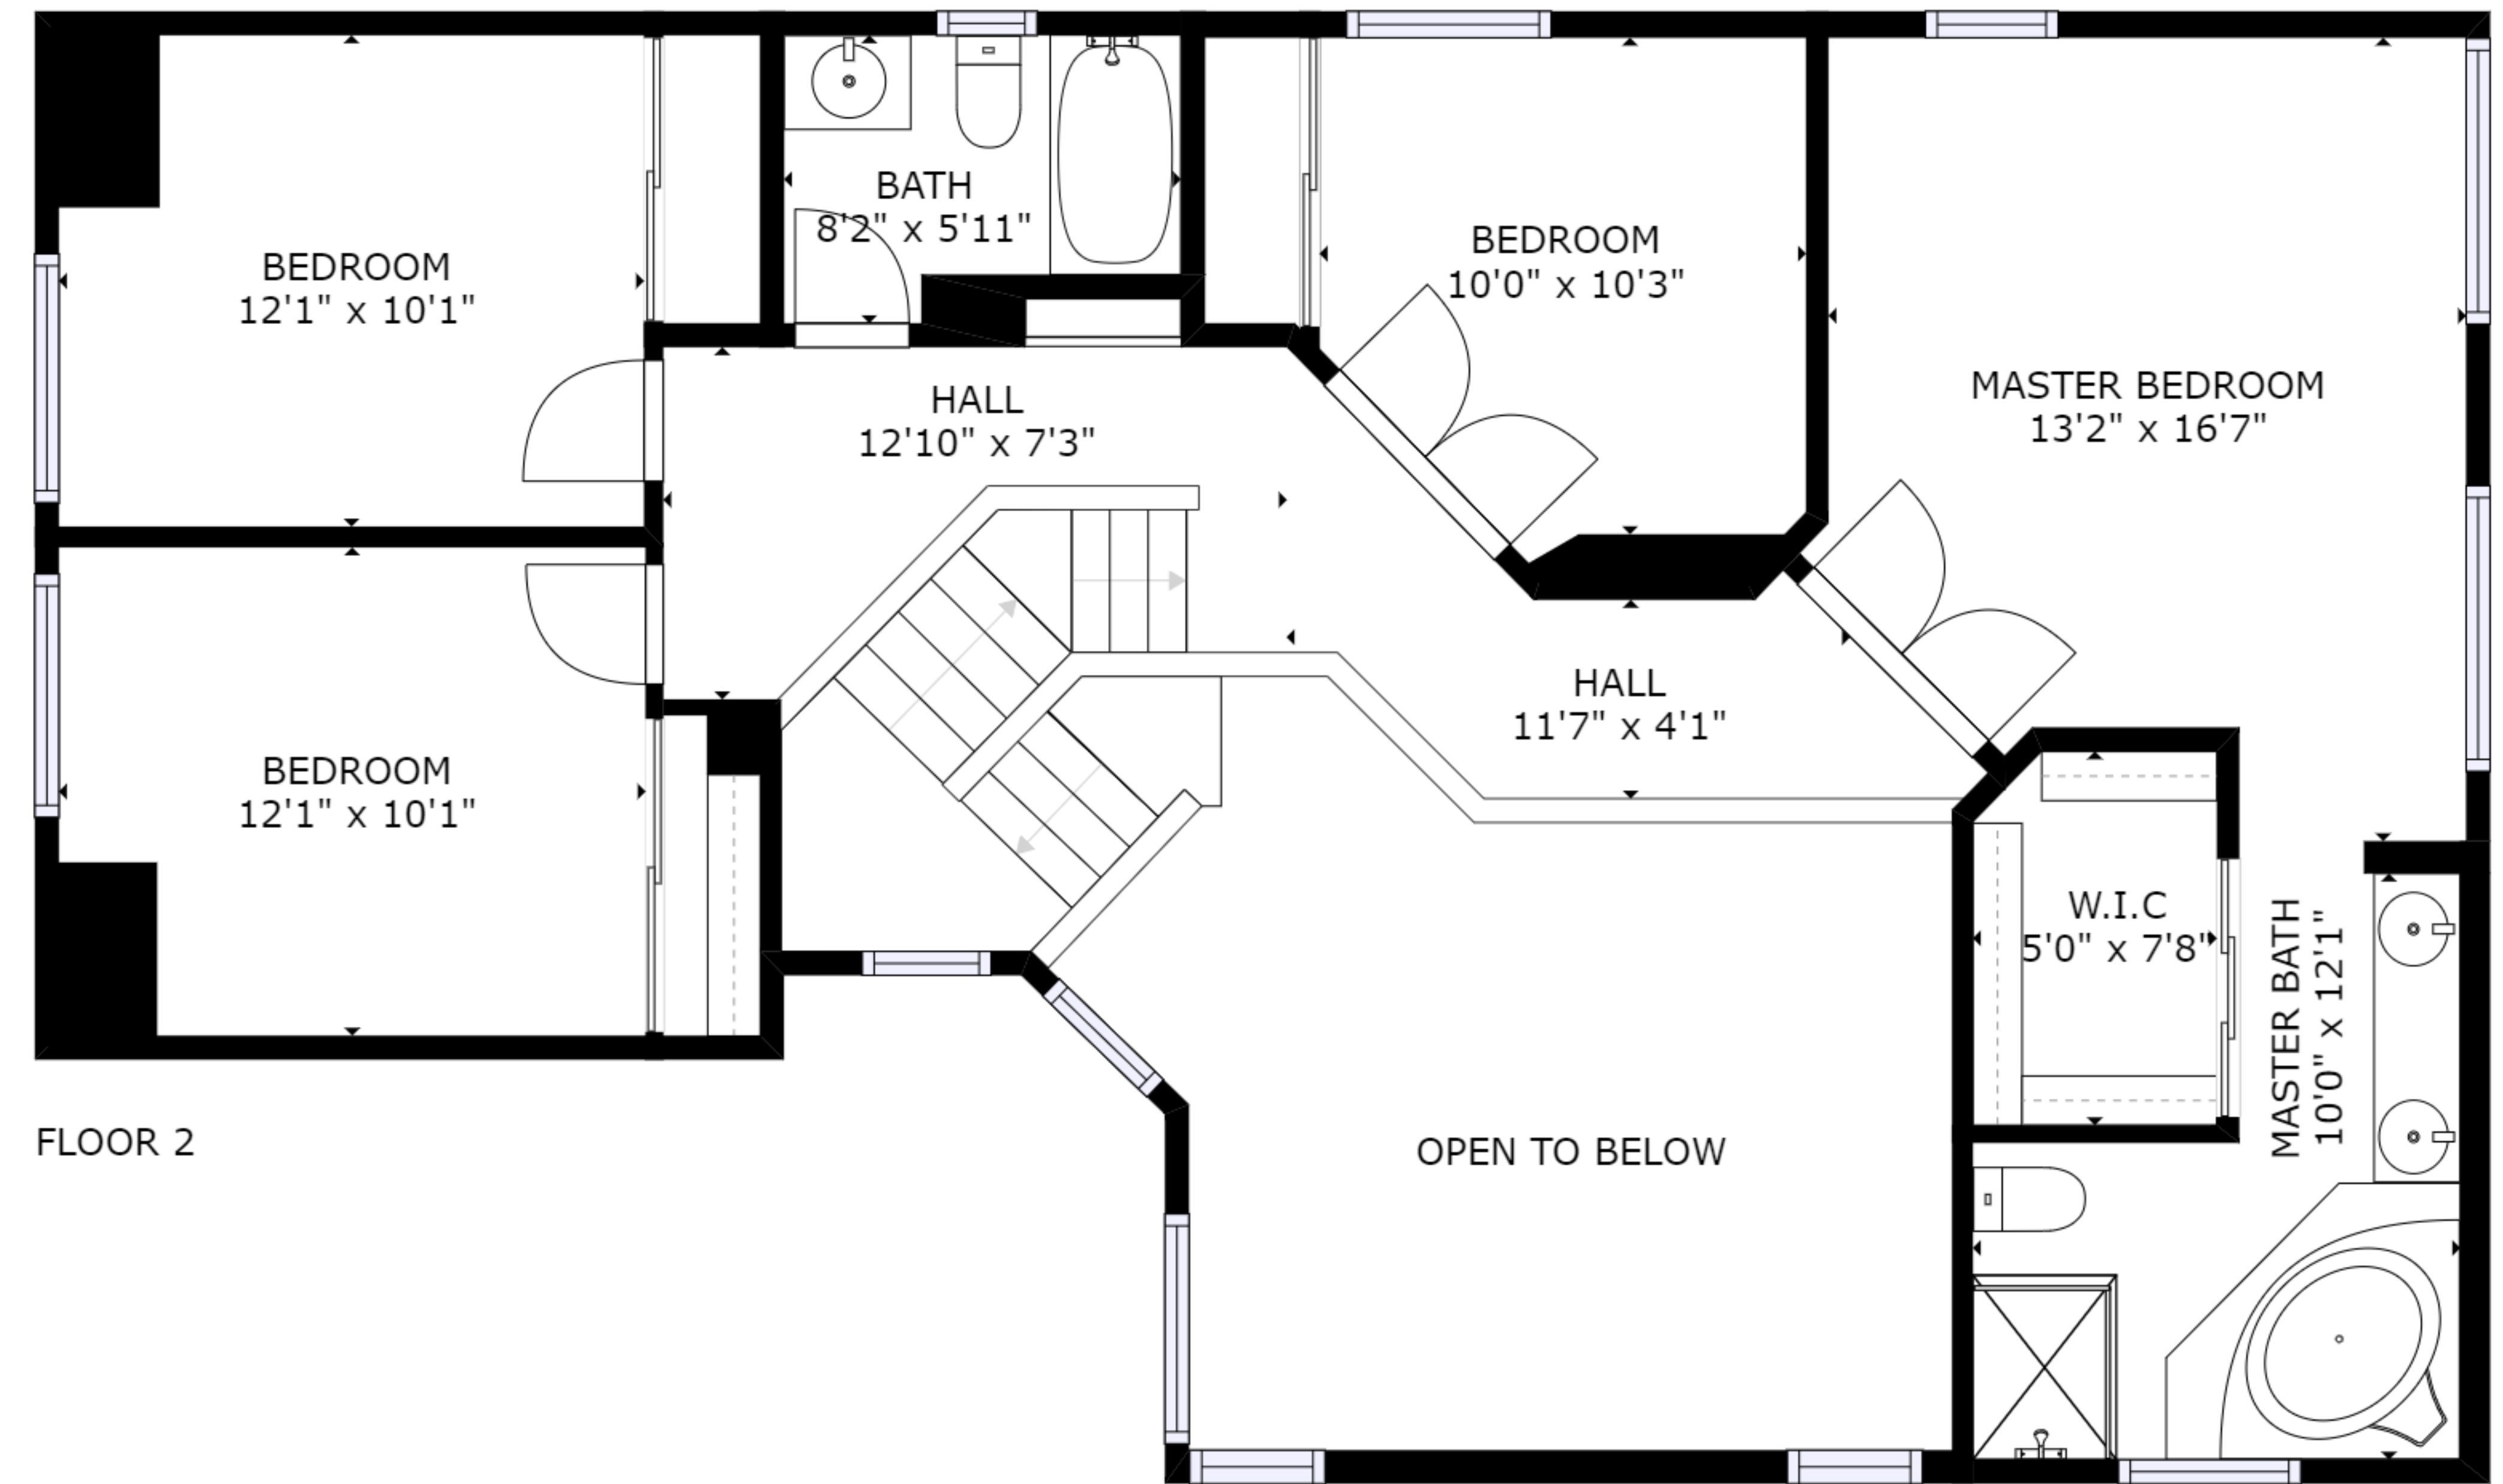 BEDROOM
12'1" x 10'1"
BATH
8'2" x 5'11"
BEDROOM
10'0" x 10'3"
MASTER BEDROOM
13'2" x 16'7"
HALL
12'10" x 7'3"
HALL
11'7" x 4'1"
BEDROOM
12'1" x 10'1"
W.I.C
5'0" x 7'8"
MASTER BATH
10'0" x 12'1"
OPEN TO BELOW
FLOOR 2